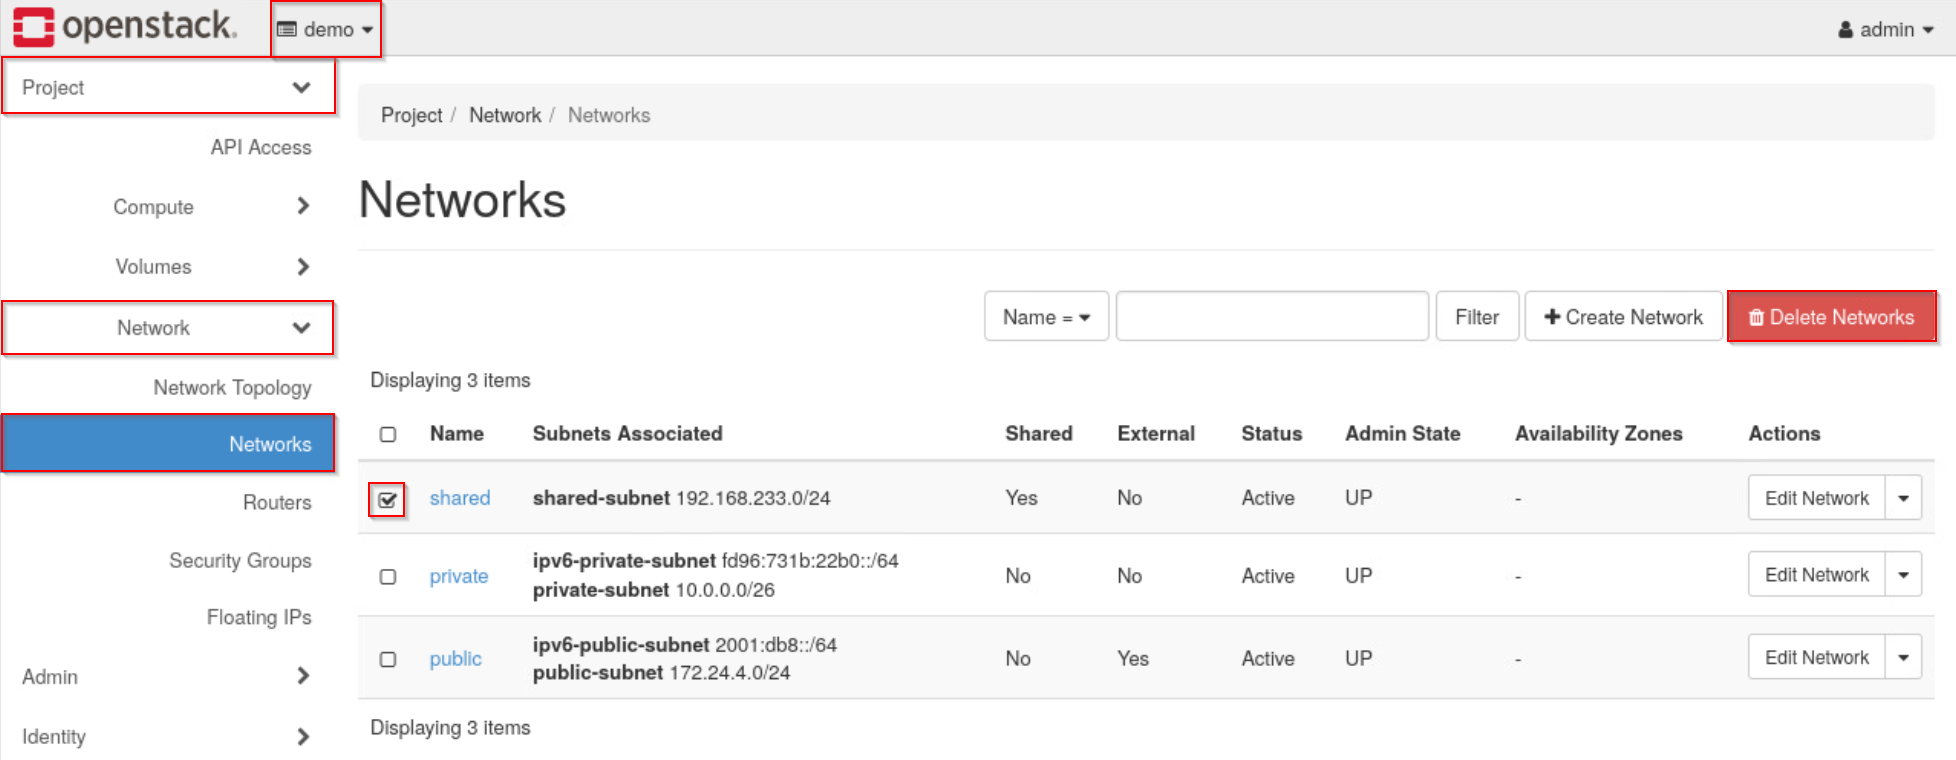 openstack. demo admin
Project
API Access
Compute
Volumes
Network
Network Topology
Networks
Routers
Security Groups
Floating IPs
Admin
Identity
Project / Network / Networks
Networks
Name = Filter Create Network Delete Networks
Displaying 3 items
Name Subnets Associated Shared External Status Admin State Availability Zones Actions
shared shared-subnet 192.168.233.0/24 Yes No Active UP - Edit Network
ipv6-private-subnet fd96:731b:22b0::/64
private private-subnet 10.0.0.0/26 No No Active UP - Edit Network
ipv6-public-subnet 2001:db8::/64
public public-subnet 172.24.4.0/24 No Yes Active UP - Edit Network
Displaying 3 items